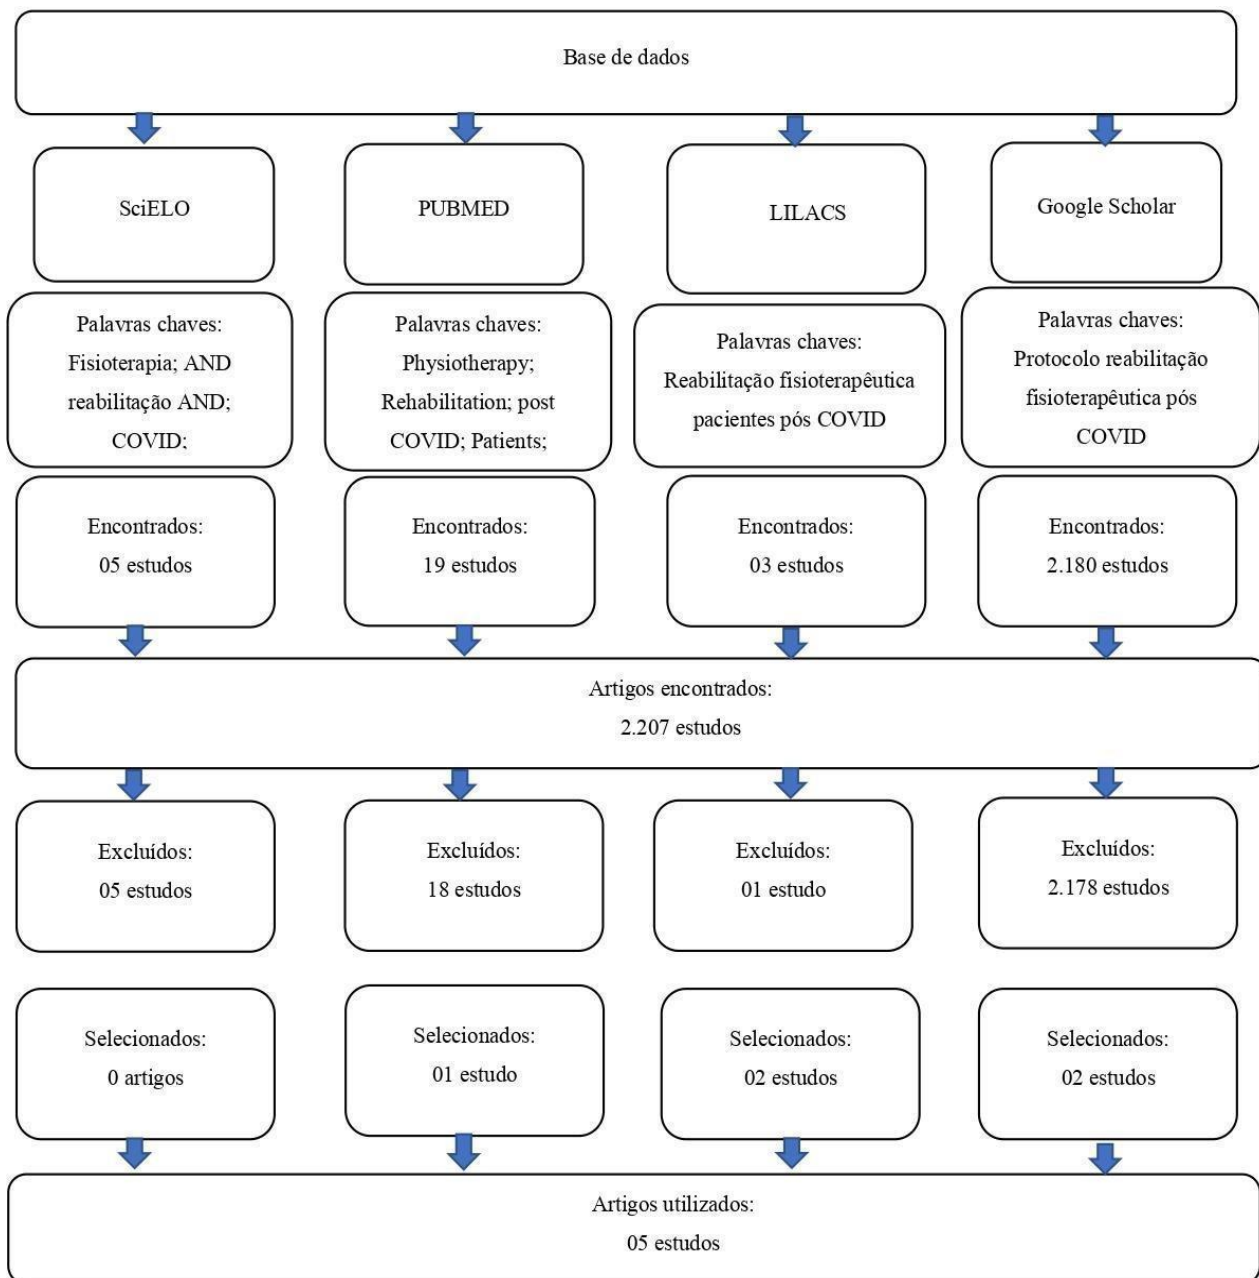 Base de dados
SciELO
PUBMED
LILACS
Google Scholar
Palavras chaves:
Fisioterapia; AND
reabilitação AND;
COVID;
Palavras chaves:
Physiotherapy;
Rehabilitation; post
COVID; Patients;
Palavras chaves:
Reabilitação fisioterapêutica
pacientes pós COVID
Palavras chaves:
Protocolo reabilitação
fisioterapêutica pós
COVID
Encontrados:
05 estudos
Encontrados:
19 estudos
Encontrados:
03 estudos
Encontrados:
2.180 estudos
Artigos encontrados:
2.207 estudos
Excluídos:
05 estudos
Excluídos:
18 estudos
Excluídos:
01 estudo
Excluídos:
2.178 estudos
Selecionados:
0 artigos
Selecionados:
01 estudo
Selecionados:
02 estudos
Selecionados:
02 estudos
Artigos utilizados:
05 estudos